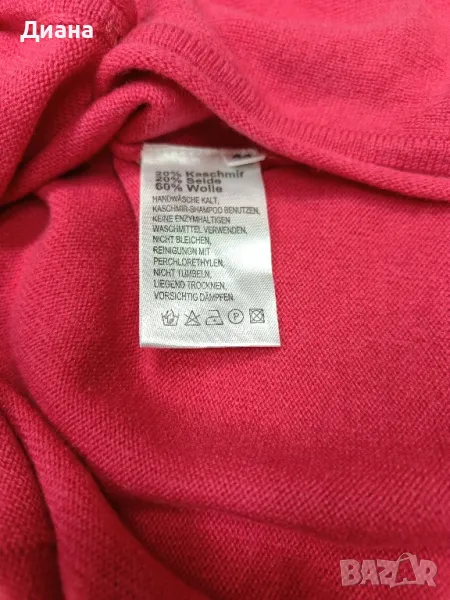 Диана
20% Kaschmir
20% Seide
60% Wolle
HANDWÄSCHE KALT,
KASCHMIR-SHAMPOO BENUTZEN,
KEINE ENZYMHALTIGEN
WASCHMITTEL VERWENDEN,
NICHT BLEICHEN,
REINIGUNG MIT
PERCHLORETHYLEN,
NICHT TUMBELN,
LIEGEND TROCKNEN,
VORSICHTIG DÄMPFEN.
P
BAZAR